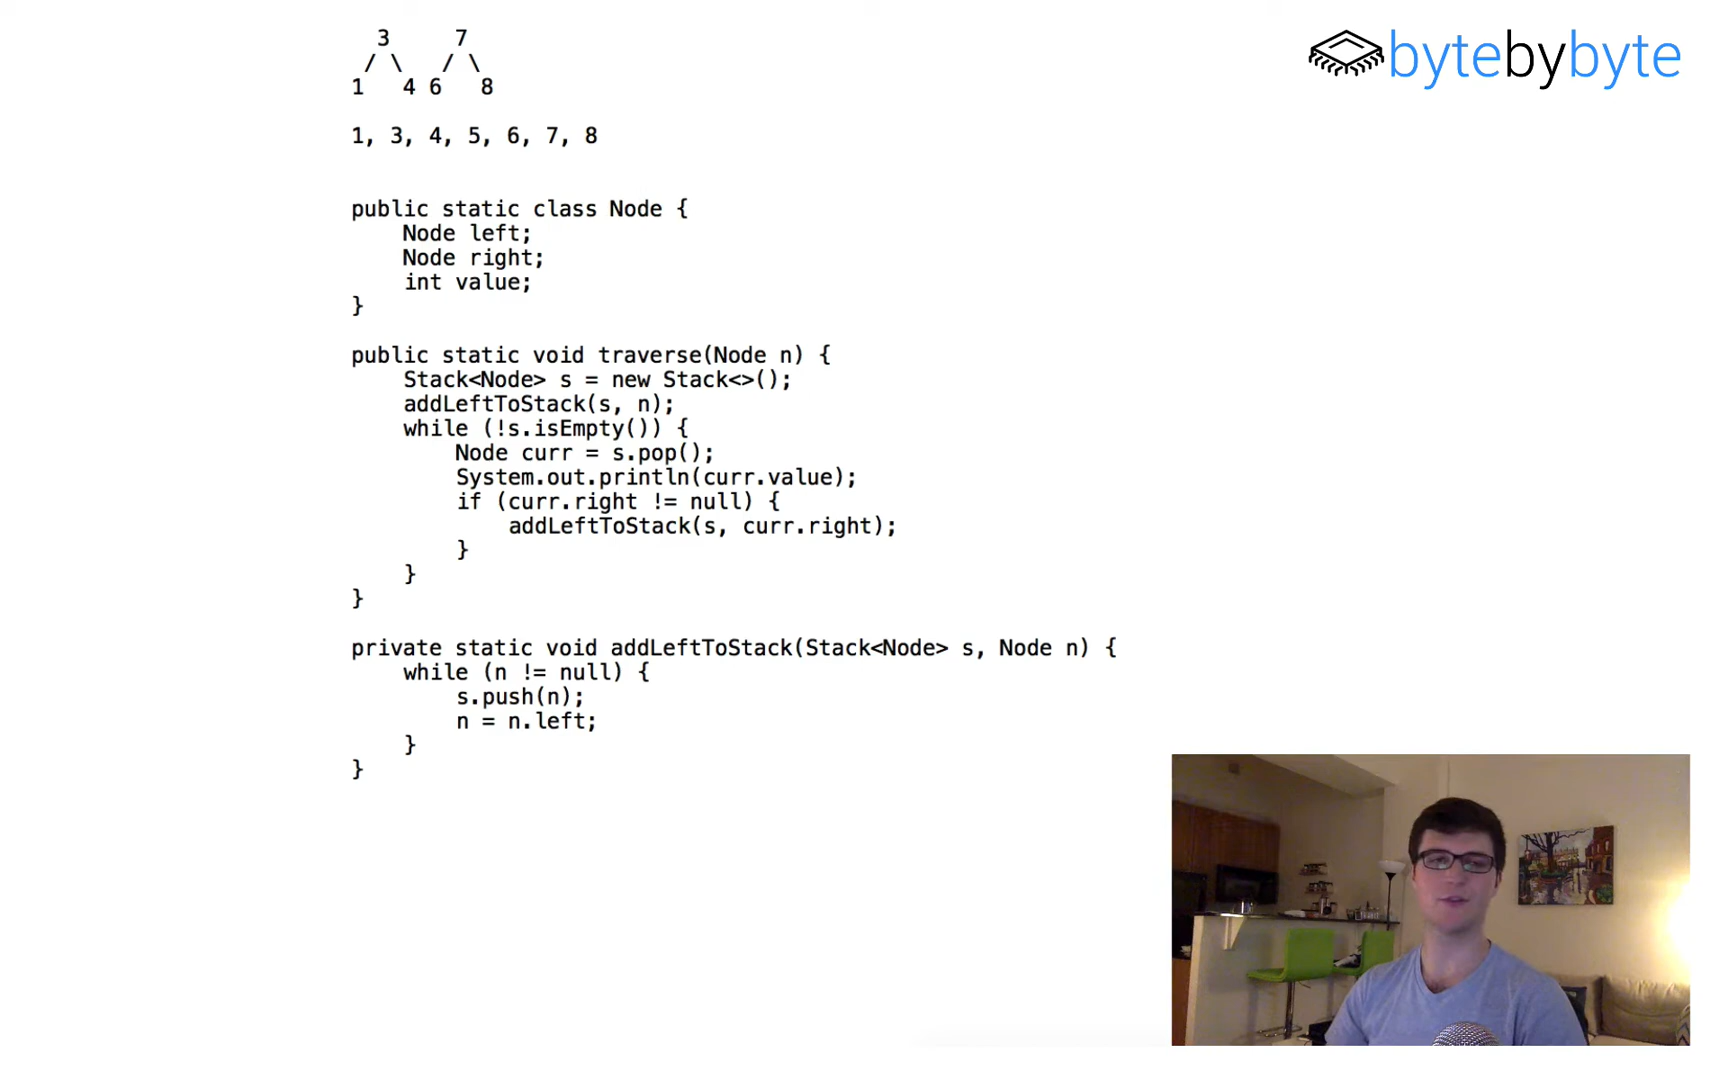 bytebybyte
3 7
/ \ / \
1 4 6 8
1, 3, 4, 5, 6, 7, 8
public static class Node {
Node left;
Node right;
int value;
}
public static void traverse(Node n) {
Stack<Node> s = new Stack<>();
addLeftToStack(s, n);
while (!s.isEmpty()) {
Node curr = s.pop();
System.out.println(curr.value);
if (curr.right != null) {
addLeftToStack(s, curr.right);
}
}
}
private static void addLeftToStack(Stack<Node> s, Node n) {
while (n != null) {
s.push(n);
n = n.left;
}
}